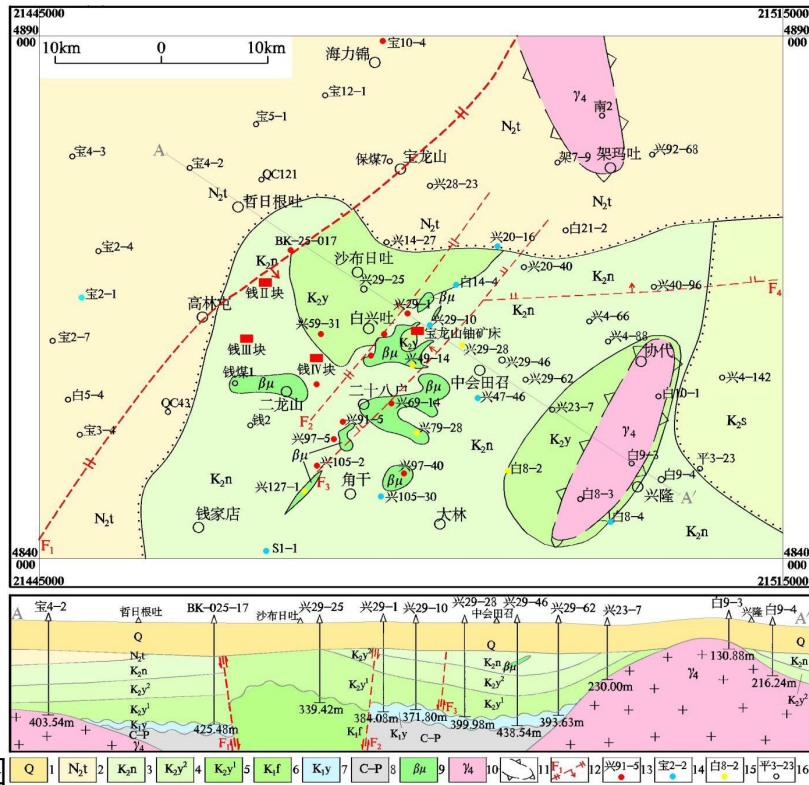 21445000
21515000
4890
000
4890
000
10km 0 10km
宝10-4
海力锦
γ₄
南2
宝12-1
宝5-1
N₂t
宝4-3
A
宝4-2
QC121
保煤7
宝龙山
架7-9
架玛吐
兴92-68
兴28-23
N₂t
哲日根吐
N₂t
N₂t
白21-2
宝2-4
BK-25-017
兴14-27
兴20-16
K₂n
沙布日吐
兴20-40
K₂n
钱Ⅱ块
兴29-25
白14-4
兴40-96
F₄
宝2-1
K₂y
βμ
高林屯
兴29-1
K₂n
白兴吐
兴29-10
兴4-66
兴59-31
宝龙山铀矿床
宝2-7
钱Ⅲ块
K₂y
兴29-28
兴4-88
βμ
兴49-14
协代
钱Ⅳ块
兴29-46
钱煤1
βμ
中会田召
兴29-62
兴4-142
白5-4
二龙山
二十八户
βμ
白10-1
QC437
兴69-14
兴47-46
兴23-7
F₂
兴91-5
宝3-4
钱2
兴79-28
K₂y
γ₄
K₂s
兴97-5
K₂n
βμ
兴105-2
兴97-40
白8-2
白9-3
平3-23
K₂n
F₃
βμ
白9-4
兴127-1
角干
兴105-30
白8-3
兴隆
A′
N₂t
钱家店
大林
白8-4
K₂n
F₁
S1-1
4840
000
4840
000
21445000
21515000
A
宝4-2
哲日根吐
BK-025-17
沙布日吐
兴29-25
兴29-1
兴29-10
兴29-28
中会田召
兴29-46
兴29-62
兴23-7
白9-3
兴隆
白9-4
A′
Q
Q
Q
N₂t
K₂n
K₂y²
K₂y¹
K₁y
C-P
γ₄
403.54m
425.48m
F₁
339.42m
K₁f
K₂y²
K₂y¹
384.08m
F₂
371.80m
K₁y
F₃
399.98m
C-P
K₂n
βμ
K₂y²
K₂y¹
438.54m
393.63m
230.00m
γ₄
130.88m
216.24m
K₂n
K₂y²
Q 1 N₂t 2 K₂n 3 K₂y² 4 K₂y¹ 5 K₁f 6 K₁y 7 C-P 8 βμ 9 γ₄ 10 11 F₁ 12 兴91-5 13 宝2-2 14 白8-2 15 平3-23 16